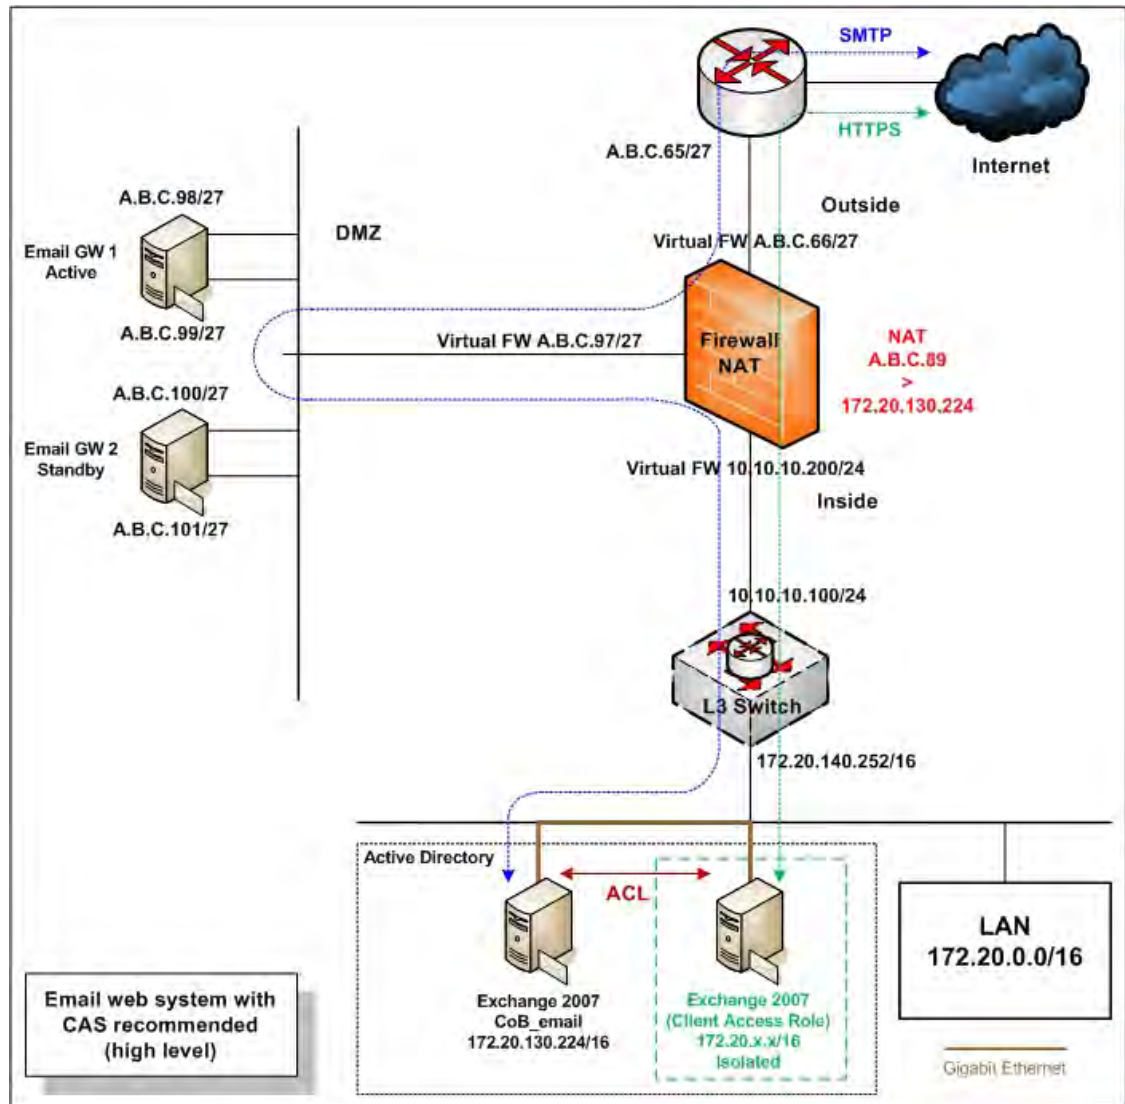 SMTP
HTTPS
Internet
A.B.C.65/27
Outside
Virtual FW A.B.C.66/27
A.B.C.98/27
Email GW 1
Active
A.B.C.99/27
DMZ
Virtual FW A.B.C.97/27
Firewall
NAT
NAT
A.B.C.89
>
172.20.130.224
A.B.C.100/27
Email GW 2
Standby
A.B.C.101/27
Virtual FW 10.10.10.200/24
Inside
10.10.10.100/24
L3 Switch
172.20.140.252/16
Active Directory
ACL
Exchange 2007
CoB_email
172.20.130.224/16
Exchange 2007
(Client Access Role)
172.20.x.x/16
Isolated
LAN
172.20.0.0/16
Gigabit Ethernet
Email web system with
CAS recommended
(high level)